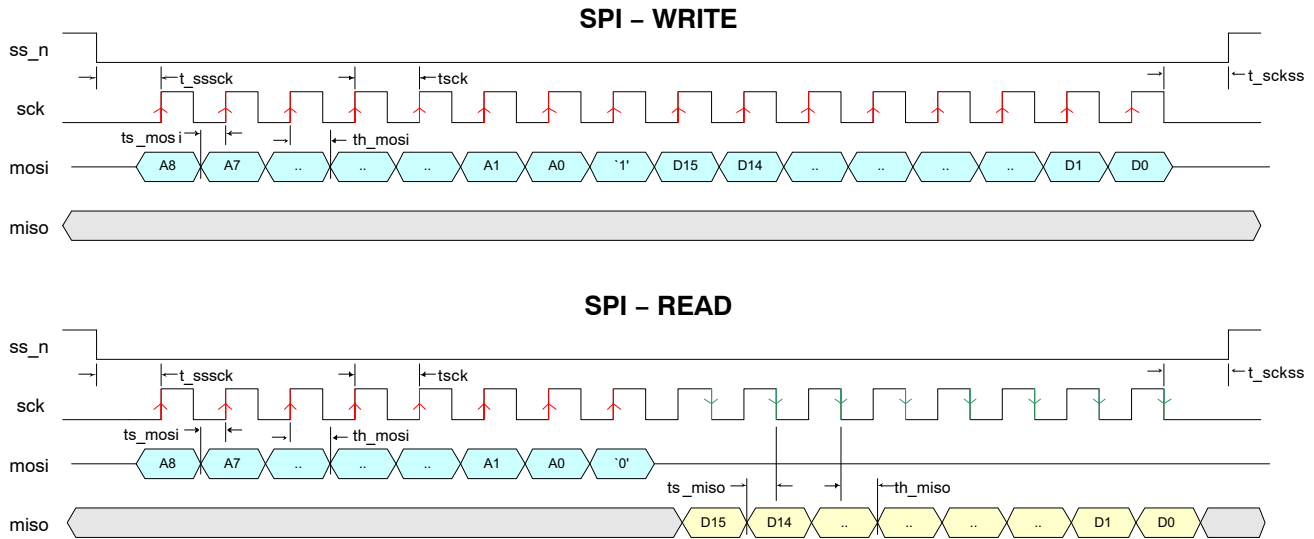 SPI – WRITE
ss_n
t_sssck tsck t_sckss
sck
ts_mos i th_mosi
mosi A8 A7 .. .. .. A1 A0 `1' D15 D14 .. .. .. .. D1 D0
miso
SPI – READ
ss_n
t_sssck tsck t_sckss
sck
ts_mosi th_mosi
mosi A8 A7 .. .. .. A1 A0 `0'
ts_miso th_miso
miso D15 D14 .. .. .. .. D1 D0